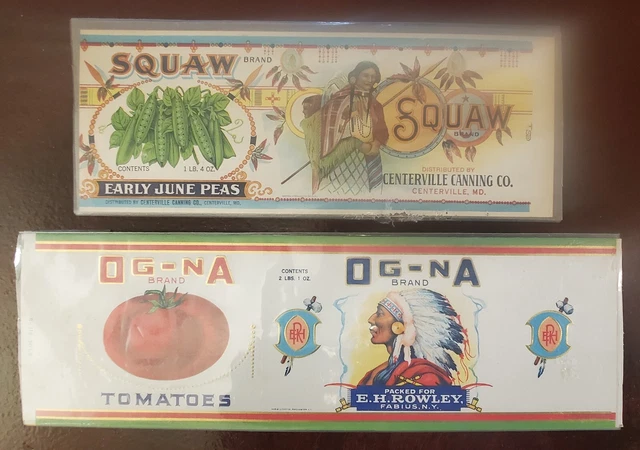 SQUAW BRAND
CONTENTS 1 LB. 4 OZ.
EARLY JUNE PEAS
DISTRIBUTED BY CENTERVILLE CANNING CO., CENTERVILLE, MD.
SQUAW
BRAND
DISTRIBUTED BY
CENTERVILLE CANNING CO.
CENTERVILLE, MD.
OG-NA
BRAND
TOMATOES
CONTENTS
2 LBS. 1 OZ.
OG-NA
BRAND
PACKED FOR
E.H.ROWLEY,
FABIUS, N.Y.